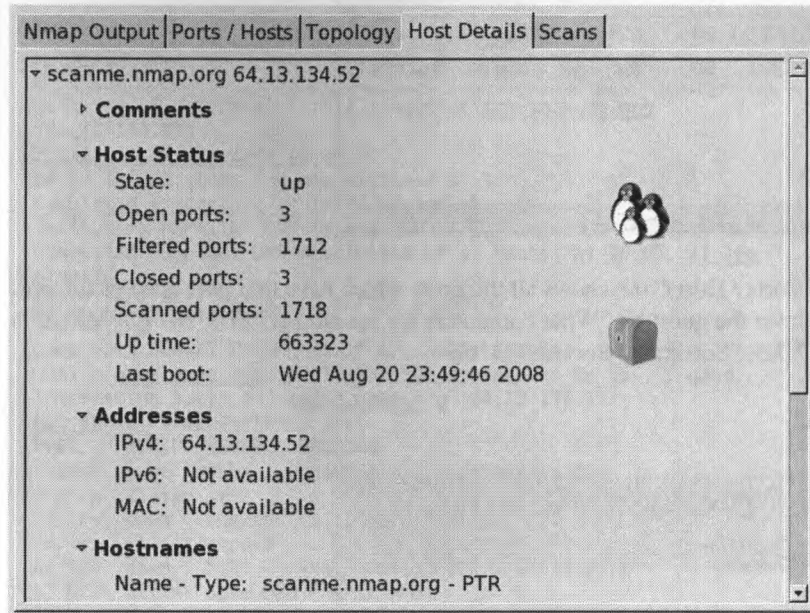 Nmap Output Ports / Hosts Topology Host Details Scans
scanme.nmap.org 64.13.134.52
Comments
Host Status
State: up
Open ports: 3
Filtered ports: 1712
Closed ports: 3
Scanned ports: 1718
Up time: 663323
Last boot: Wed Aug 20 23:49:46 2008
Addresses
IPv4: 64.13.134.52
IPv6: Not available
MAC: Not available
Hostnames
Name - Type: scanme.nmap.org - PTR